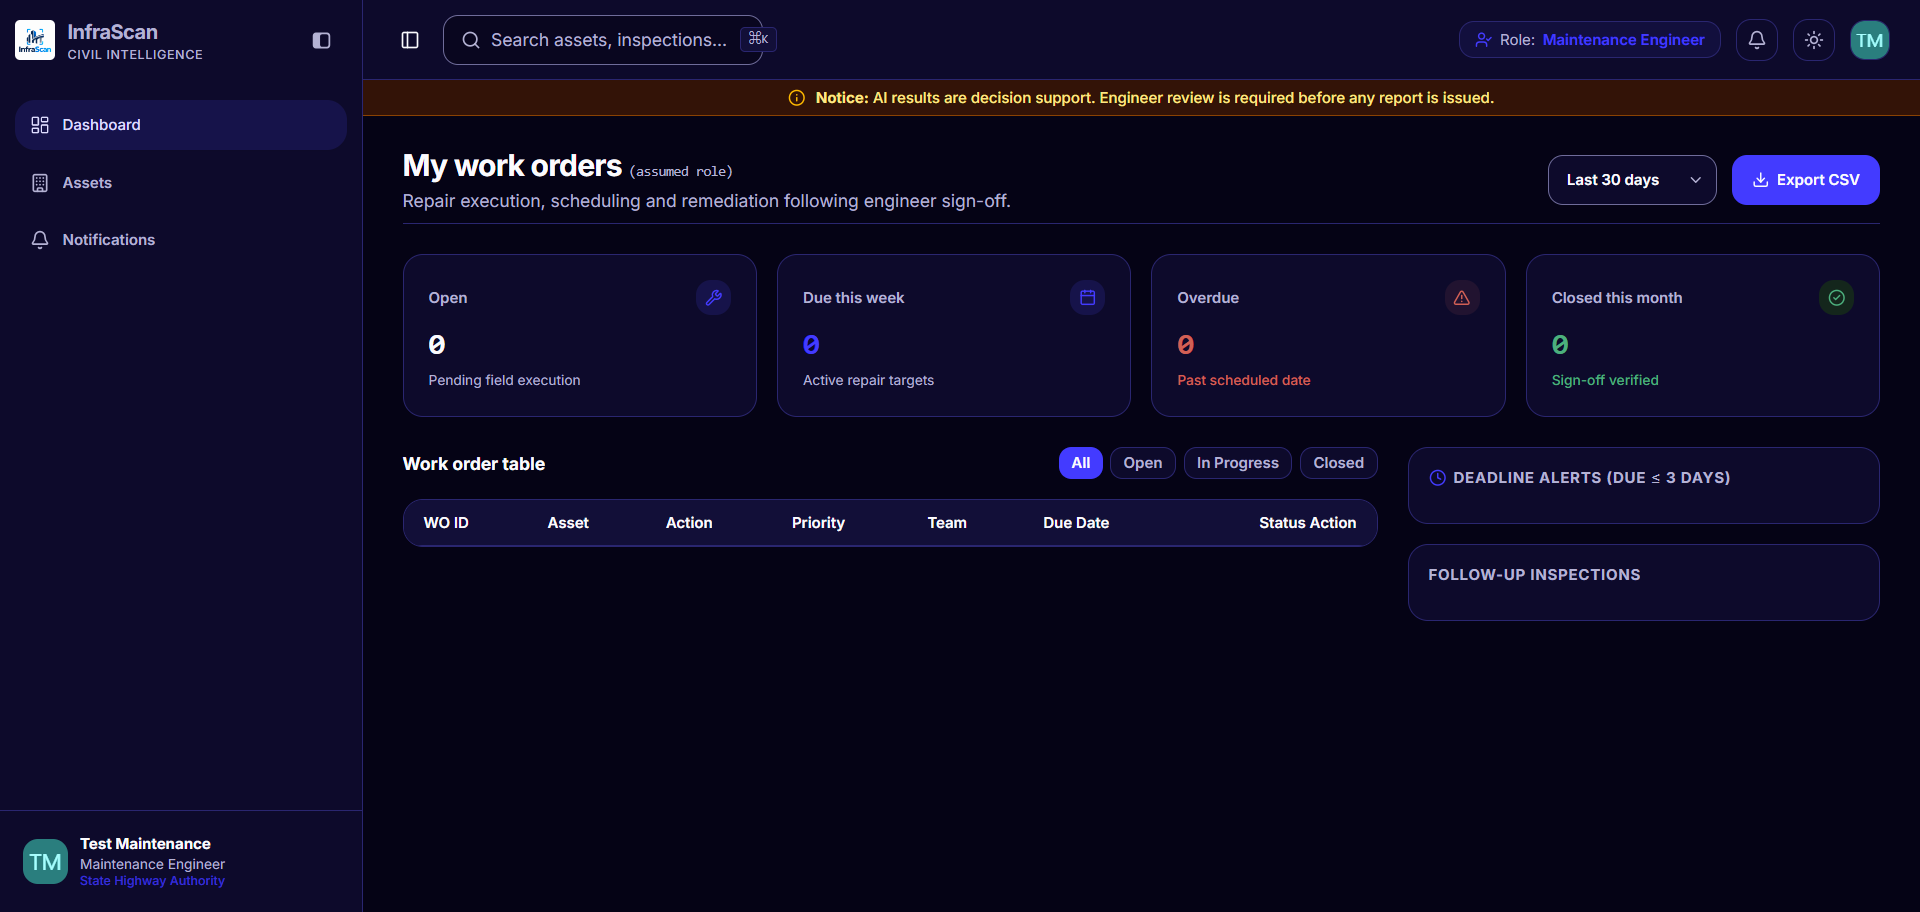 InfraScan
InfraScan
CIVIL INTELLIGENCE
Search assets, inspections... ⌘K
Role: Maintenance Engineer
TM
Notice: AI results are decision support. Engineer review is required before any report is issued.
Dashboard
Assets
Notifications
My work orders (assumed role)
Repair execution, scheduling and remediation following engineer sign-off.
Last 30 days
Export CSV
Open
0
Pending field execution
Due this week
0
Active repair targets
Overdue
0
Past scheduled date
Closed this month
0
Sign-off verified
Work order table
All Open In Progress Closed
WO ID Asset Action Priority Team Due Date Status Action
DEADLINE ALERTS (DUE ≤ 3 DAYS)
FOLLOW-UP INSPECTIONS
TM
Test Maintenance
Maintenance Engineer
State Highway Authority